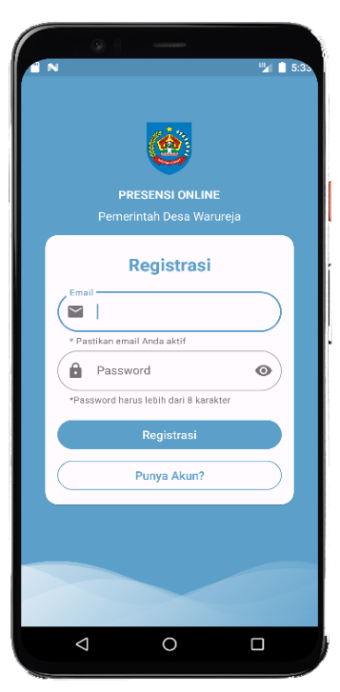 5:33
PRESENSI ONLINE
Pemerintah Desa Warureja
Registrasi
Email
* Pastikan email Anda aktif
Password
*Password harus lebih dari 8 karakter
Registrasi
Punya Akun?